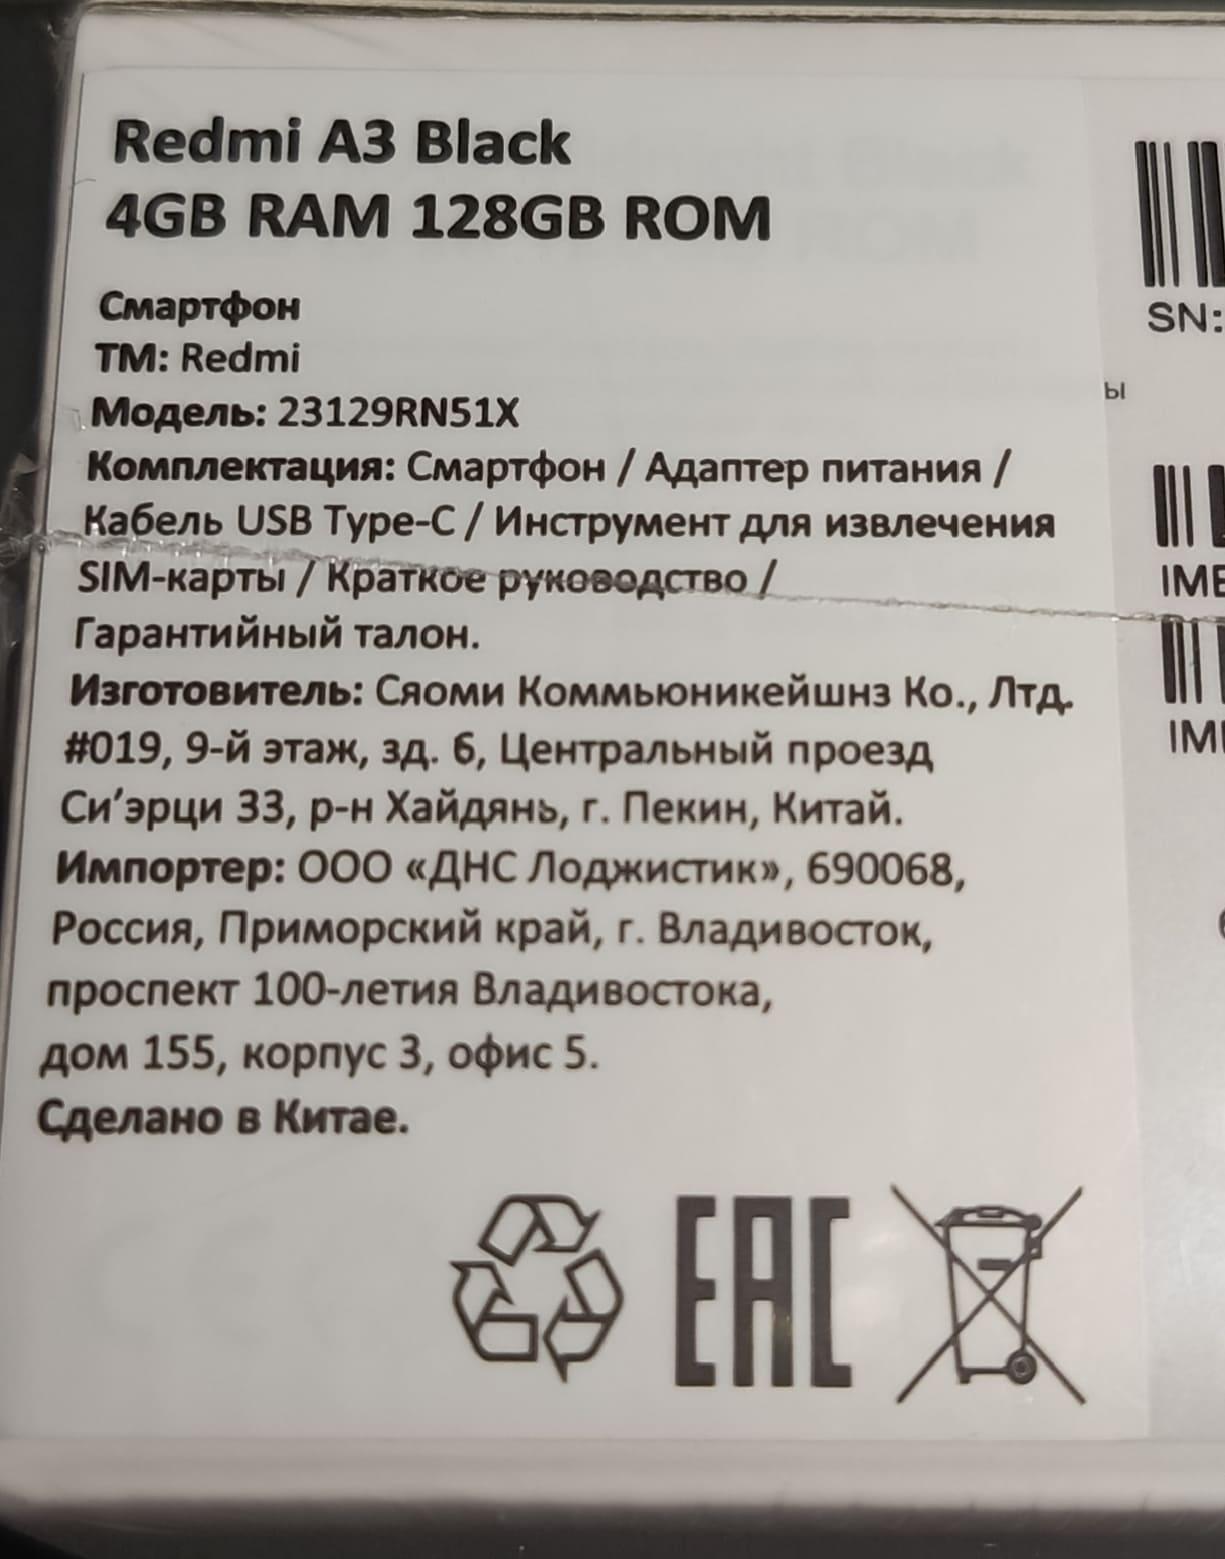 Redmi A3 Black
4GB RAM 128GB ROM
Смартфон
ТМ: Redmi
Модель: 23129RN51X
Комплектация: Смартфон / Адаптер питания /
Кабель USB Type-C / Инструмент для извлечения
SIM-карты / Краткое руководство /
Гарантийный талон.
Изготовитель: Сяоми Коммьюникейшнз Ко., Лтд.
#019, 9-й этаж, зд. 6, Центральный проезд
Си’эрци 33, р-н Хайдянь, г. Пекин, Китай.
Импортер: ООО «ДНС Лоджистик», 690068,
Россия, Приморский край, г. Владивосток,
проспект 100-летия Владивостока,
дом 155, корпус 3, офис 5.
Сделано в Китае.
EAC
SN: